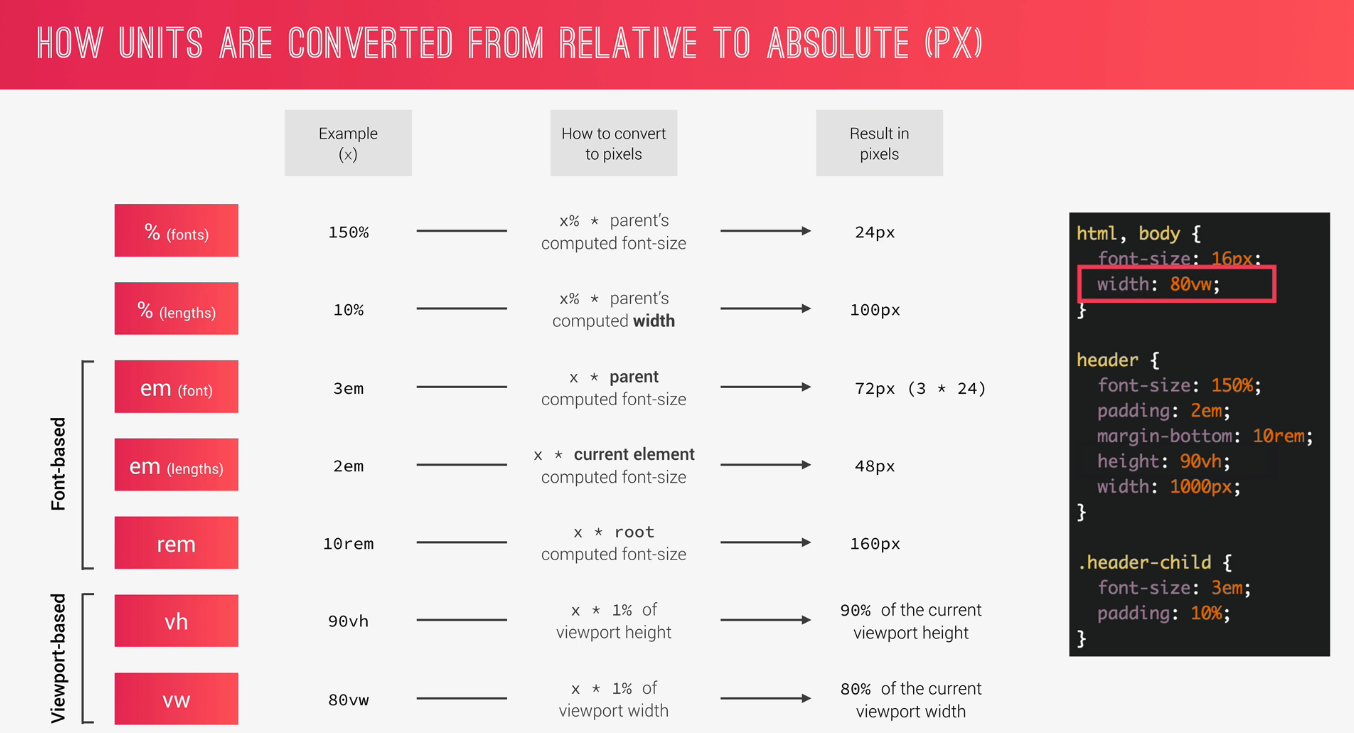 HOW UNITS ARE CONVERTED FROM RELATIVE TO ABSOLUTE (PX)
Example
(x)
How to convert
to pixels
Result in
pixels
% (fonts)
150%
x% * parent's
computed font-size
24px
% (lengths)
10%
x% * parent's
computed width
100px
Font-based
em (font)
3em
x * parent
computed font-size
72px (3 * 24)
em (lengths)
2em
x * current element
computed font-size
48px
rem
10rem
x * root
computed font-size
160px
Viewport-based
vh
90vh
x * 1% of
viewport height
90% of the current
viewport height
vw
80vw
x * 1% of
viewport width
80% of the current
viewport width
html, body {
font-size: 16px;
width: 80vw;
}
header {
font-size: 150%;
padding: 2em;
margin-bottom: 10rem;
height: 90vh;
width: 1000px;
}
.header-child {
font-size: 3em;
padding: 10%;
}